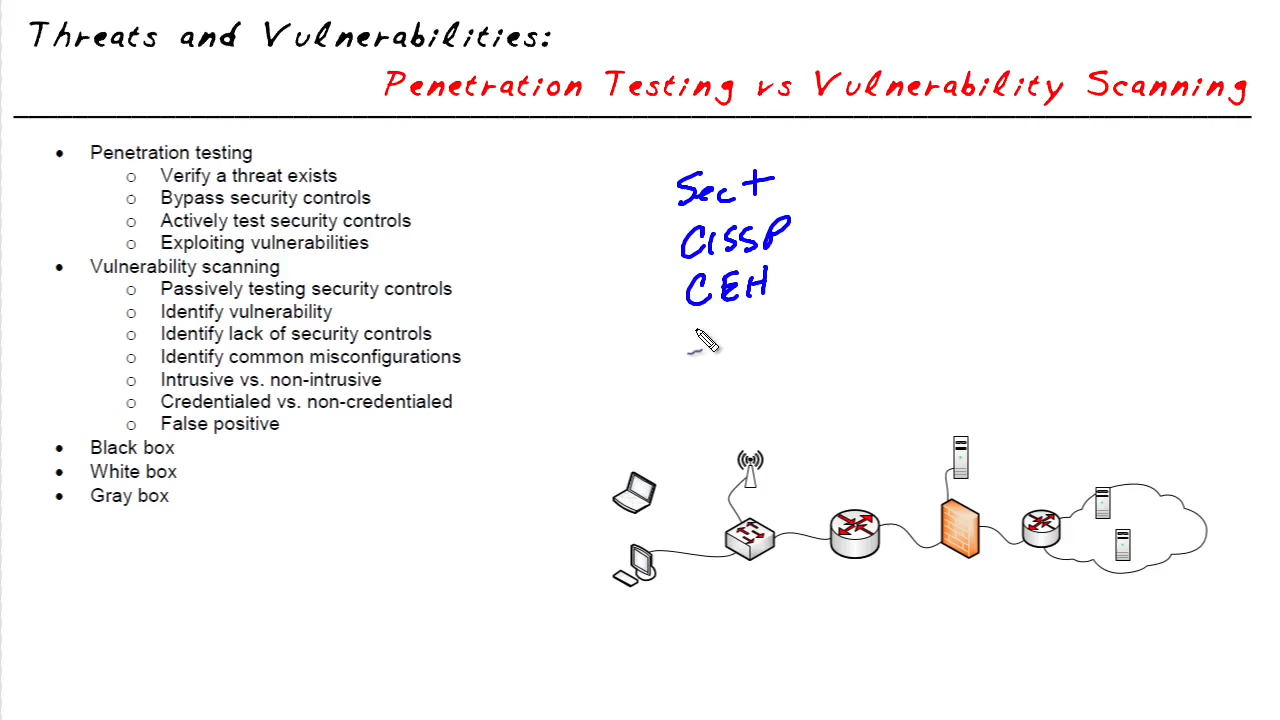 Threats and Vulnerabilities:
Penetration Testing vs Vulnerability Scanning
• Penetration testing
o Verify a threat exists
o Bypass security controls
o Actively test security controls
o Exploiting vulnerabilities
• Vulnerability scanning
o Passively testing security controls
o Identify vulnerability
o Identify lack of security controls
o Identify common misconfigurations
o Intrusive vs. non-intrusive
o Credentialed vs. non-credentialed
o False positive
• Black box
• White box
• Gray box
Sec +
CISSP
CEH